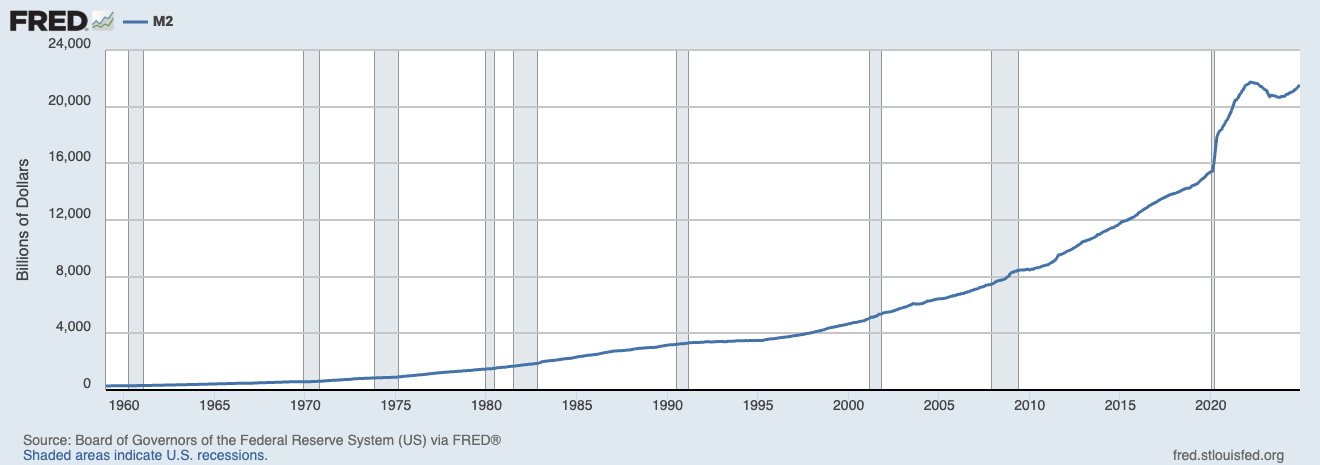 FRED M2
24,000
20,000
16,000
12,000
8,000
4,000
0
Billions of Dollars
1960 1965 1970 1975 1980 1985 1990 1995 2000 2005 2010 2015 2020
Source: Board of Governors of the Federal Reserve System (US) via FRED®
Shaded areas indicate U.S. recessions.
fred.stlouisfed.org